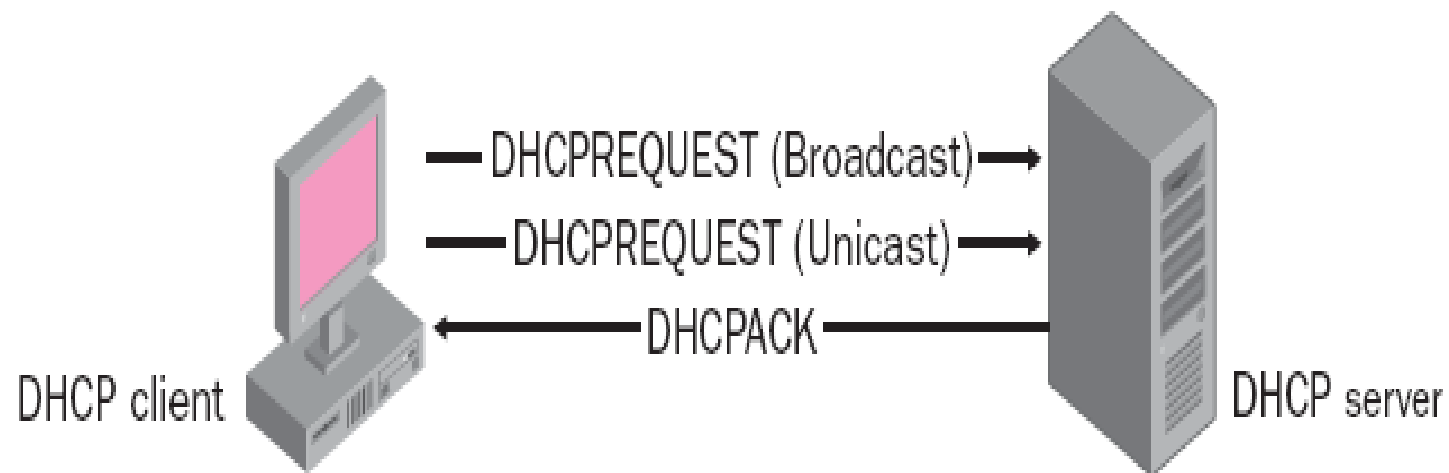 DHCPREQUEST (Broadcast)
DHCPREQUEST (Unicast)
DHCPACK
DHCP client
DHCP server